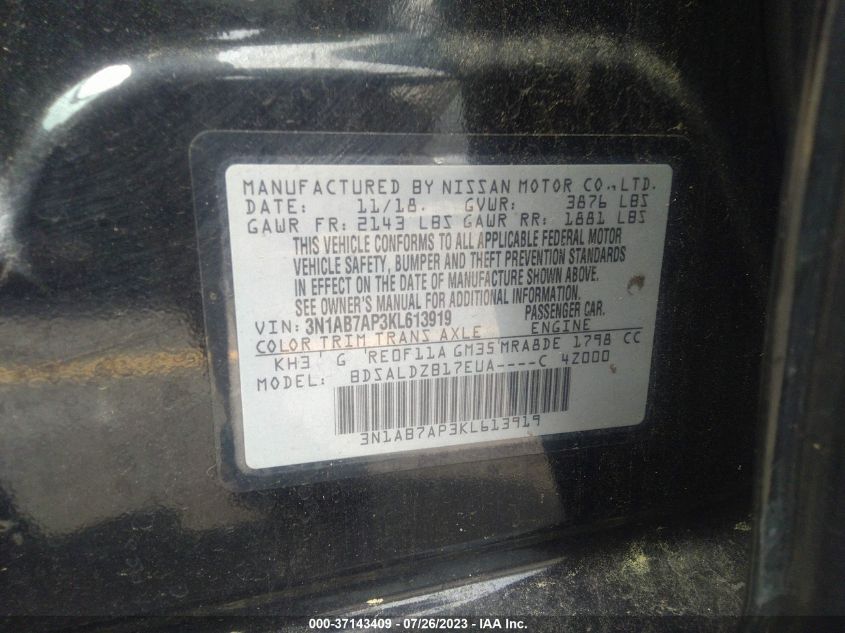 MANUFACTURED BY NISSAN MOTOR CO.,LTD.
DATE: 11/18. GVWR: 3876 LBS
GAWR FR: 2143 LBS GAWR RR: 1881 LBS
THIS VEHICLE CONFORMS TO ALL APPLICABLE FEDERAL MOTOR
VEHICLE SAFETY, BUMPER AND THEFT PREVENTION STANDARDS
IN EFFECT ON THE DATE OF MANUFACTURE SHOWN ABOVE.
SEE OWNER'S MANUAL FOR ADDITIONAL INFORMATION.
VIN: 3N1AB7AP3KL613919 PASSENGER CAR.
COLOR TRIM TRANS AXLE ENGINE
KH3 G RE0F11A GM35 MRA8DE 1798 CC
MODEL: BDSALDZB17EUA----C 4Z000
3N1AB7AP3KL613919
000-37143409 - 07/26/2023 - IAA Inc.